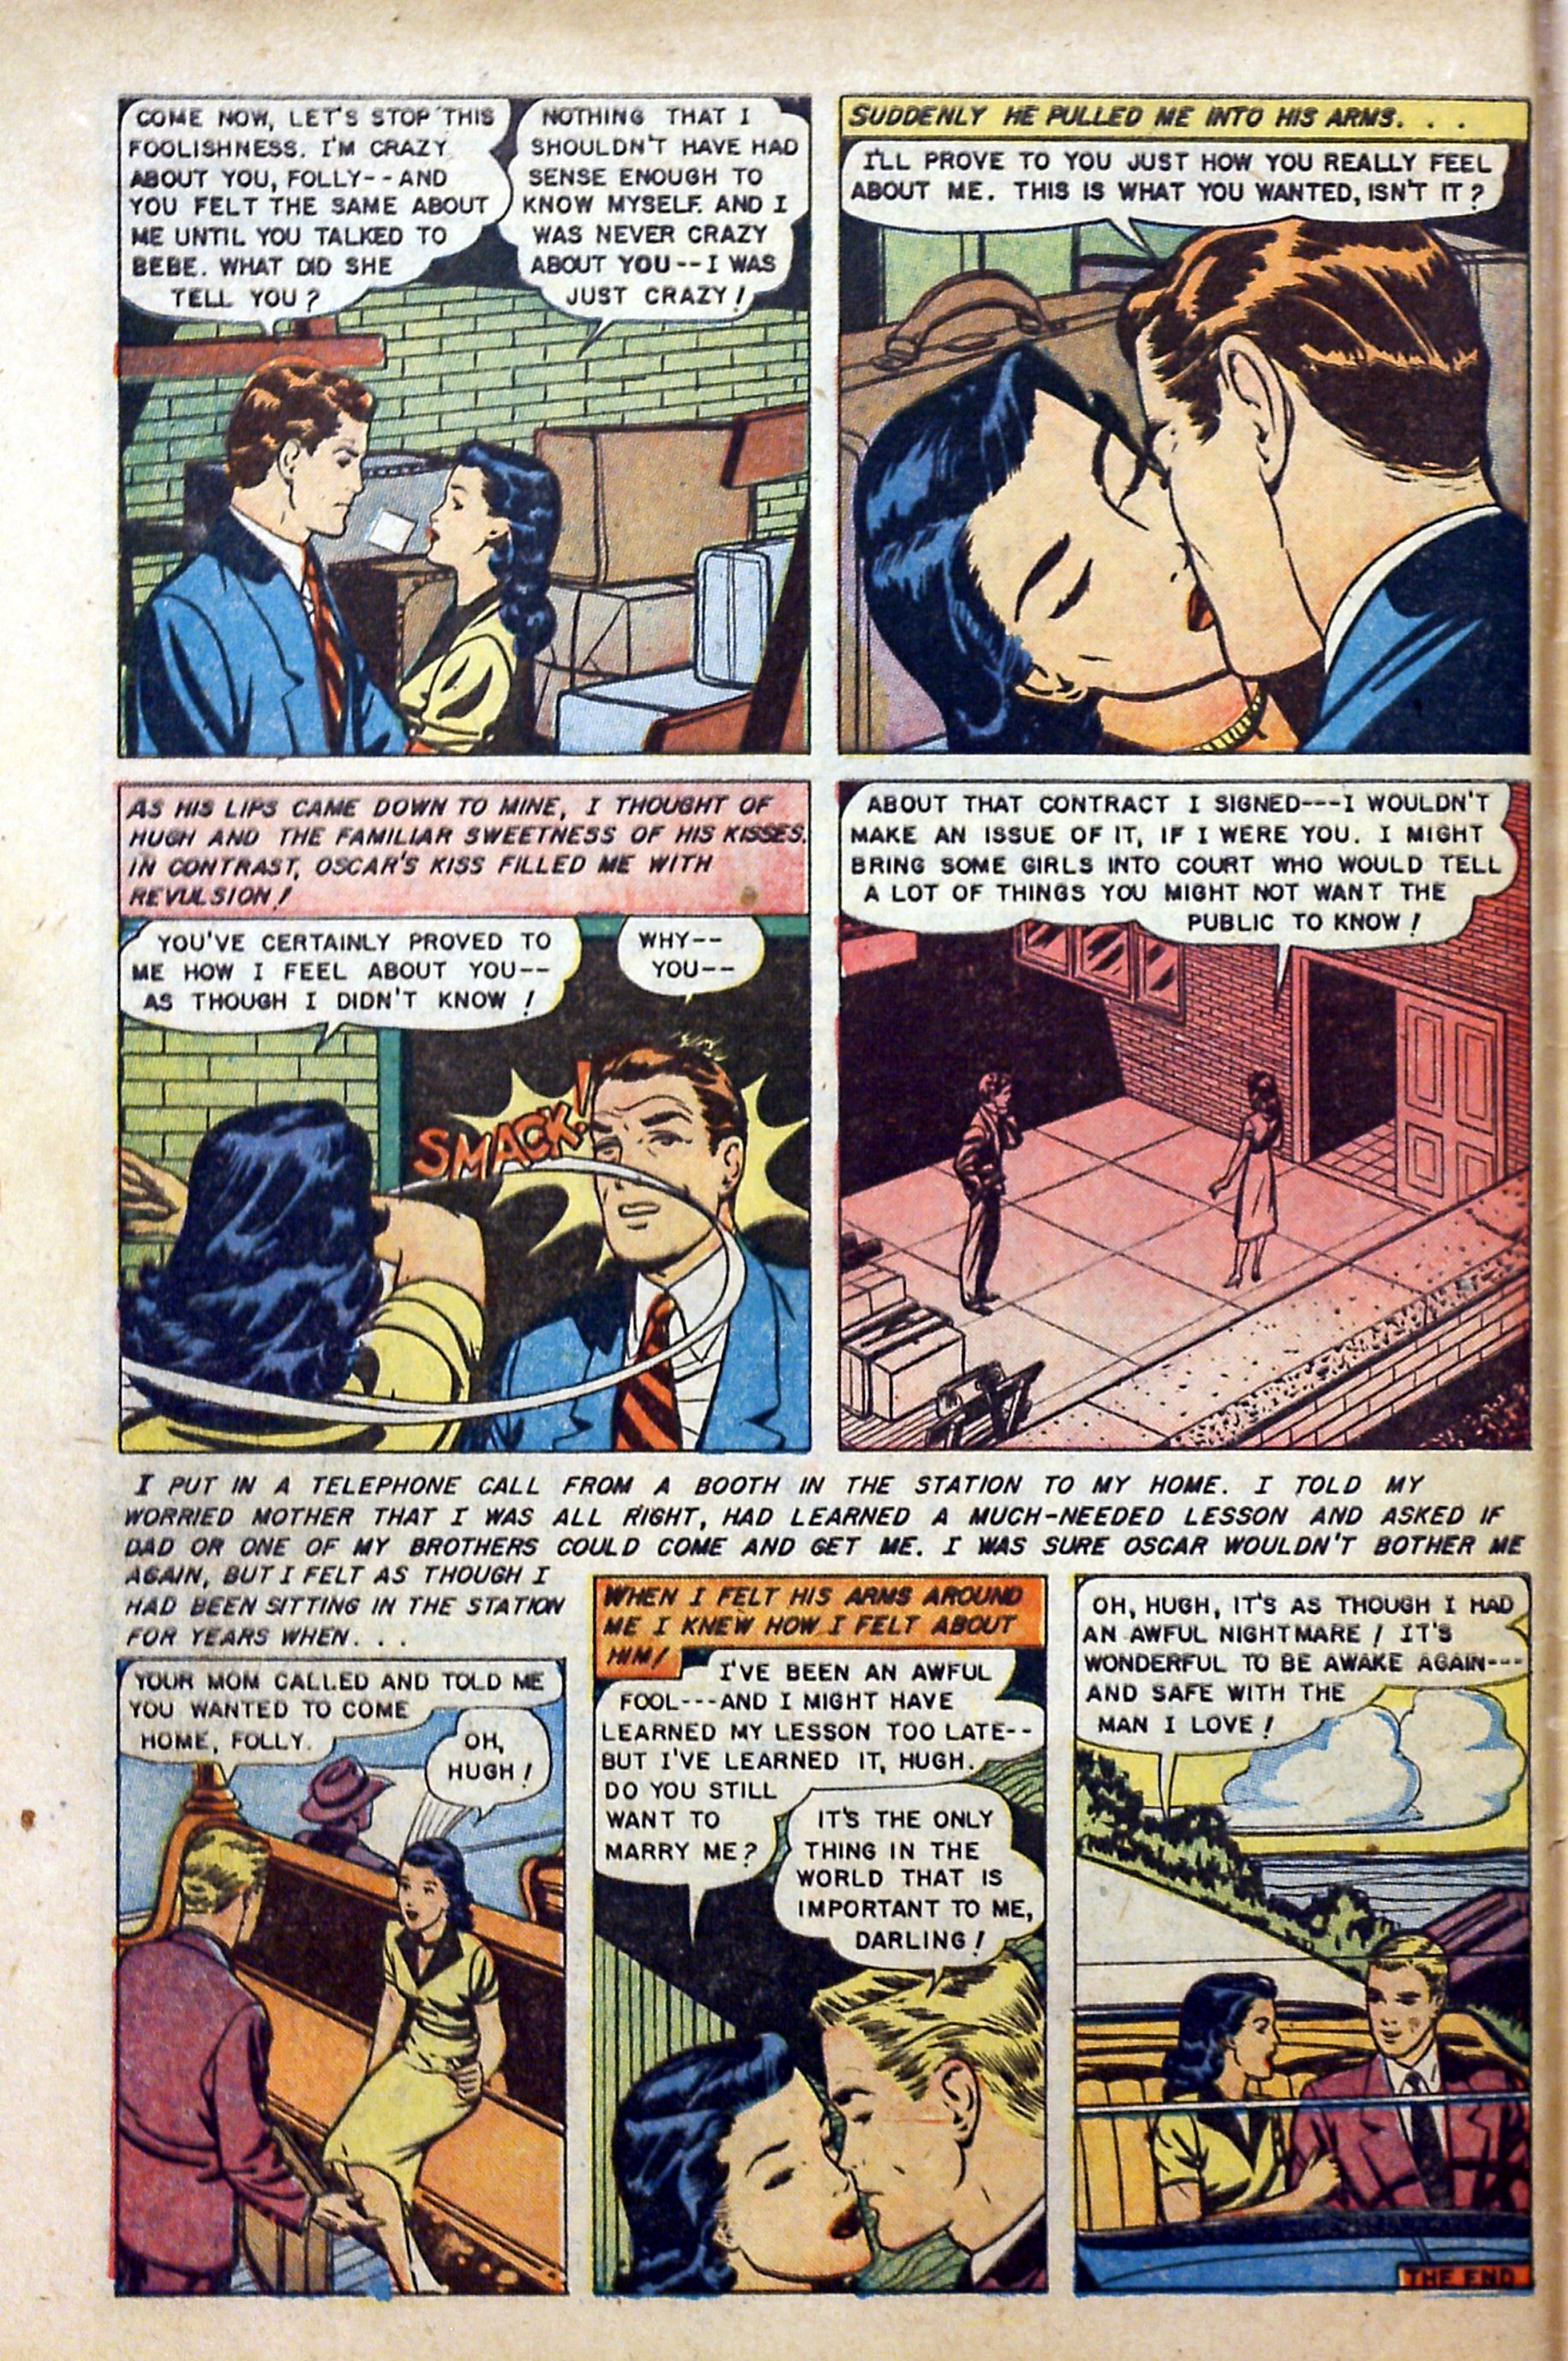 COME NOW, LET'S STOP THIS
FOOLISHNESS. I'M CRAZY
ABOUT YOU, FOLLY--AND
YOU FELT THE SAME ABOUT
ME UNTIL YOU TALKED TO
BEBE. WHAT DID SHE
TELL YOU?
NOTHING THAT I
SHOULDN'T HAVE HAD
SENSE ENOUGH TO
KNOW MYSELF. AND I
WAS NEVER CRAZY
ABOUT YOU--I WAS
JUST CRAZY!
SUDDENLY HE PULLED ME INTO HIS ARMS. . .
I'LL PROVE TO YOU JUST HOW YOU REALLY FEEL
ABOUT ME. THIS IS WHAT YOU WANTED, ISN'T IT?
AS HIS LIPS CAME DOWN TO MINE, I THOUGHT OF
HUGH AND THE FAMILIAR SWEETNESS OF HIS KISSES.
IN CONTRAST, OSCAR'S KISS FILLED ME WITH
REVULSION!
YOU'VE CERTAINLY PROVED TO
ME HOW I FEEL ABOUT YOU--
AS THOUGH I DIDN'T KNOW!
WHY--
YOU--
SMACK!
ABOUT THAT CONTRACT I SIGNED---I WOULDN'T
MAKE AN ISSUE OF IT, IF I WERE YOU. I MIGHT
BRING SOME GIRLS INTO COURT WHO WOULD TELL
A LOT OF THINGS YOU MIGHT NOT WANT THE
PUBLIC TO KNOW!
I PUT IN A TELEPHONE CALL FROM A BOOTH IN THE STATION TO MY HOME. I TOLD MY
WORRIED MOTHER THAT I WAS ALL RIGHT, HAD LEARNED A MUCH-NEEDED LESSON AND ASKED IF
DAD OR ONE OF MY BROTHERS COULD COME AND GET ME. I WAS SURE OSCAR WOULDN'T BOTHER ME
AGAIN, BUT I FELT AS THOUGH I
HAD BEEN SITTING IN THE STATION
FOR YEARS WHEN. . .
YOUR MOM CALLED AND TOLD ME
YOU WANTED TO COME
HOME, FOLLY.
OH,
HUGH!
WHEN I FELT HIS ARMS AROUND
ME I KNEW HOW I FELT ABOUT
HIM!
I'VE BEEN AN AWFUL
FOOL---AND I MIGHT HAVE
LEARNED MY LESSON TOO LATE--
BUT I'VE LEARNED IT, HUGH.
DO YOU STILL
WANT TO
MARRY ME?
IT'S THE ONLY
THING IN THE
WORLD THAT IS
IMPORTANT TO ME,
DARLING!
OH, HUGH, IT'S AS THOUGH I HAD
AN AWFUL NIGHTMARE! IT'S
WONDERFUL TO BE AWAKE AGAIN---
AND SAFE WITH THE
MAN I LOVE!
THE END